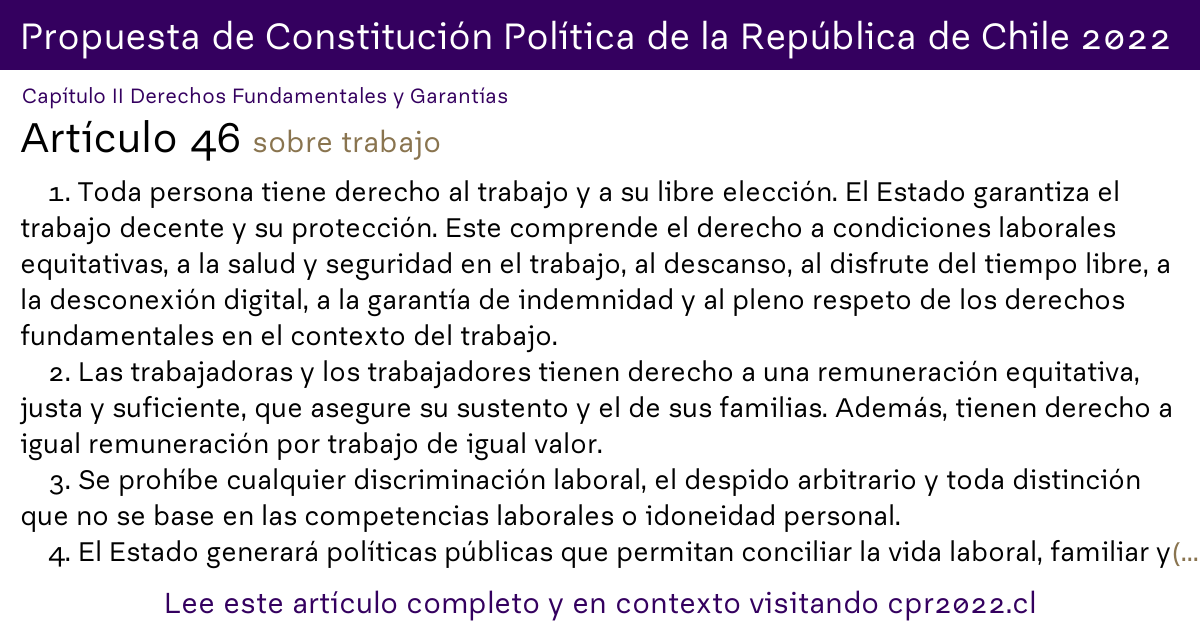 Propuesta de Constitución Política de la República de Chile 2022
Capítulo II Derechos Fundamentales y Garantías
Artículo 46 sobre trabajo
1. Toda persona tiene derecho al trabajo y a su libre elección. El Estado garantiza el
trabajo decente y su protección. Este comprende el derecho a condiciones laborales
equitativas, a la salud y seguridad en el trabajo, al descanso, al disfrute del tiempo libre, a
la desconexión digital, a la garantía de indemnidad y al pleno respeto de los derechos
fundamentales en el contexto del trabajo.
2. Las trabajadoras y los trabajadores tienen derecho a una remuneración equitativa,
justa y suficiente, que asegure su sustento y el de sus familias. Además, tienen derecho a
igual remuneración por trabajo de igual valor.
3. Se prohíbe cualquier discriminación laboral, el despido arbitrario y toda distinción
que no se base en las competencias laborales o idoneidad personal.
4. El Estado generará políticas públicas que permitan conciliar la vida laboral, familiar y(...
Lee este artículo completo y en contexto visitando cpr2022.cl